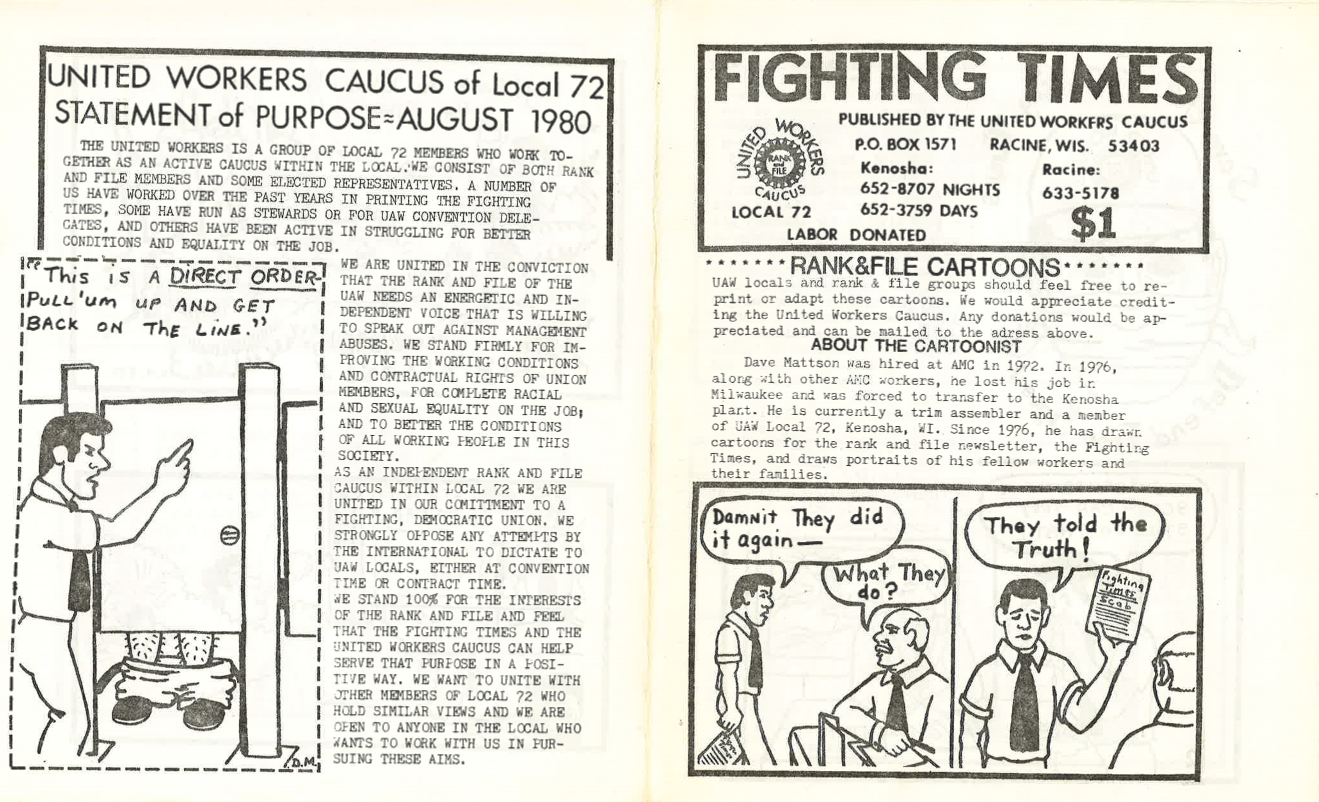 UNITED WORKERS CAUCUS of Local 72
STATEMENT of PURPOSE≈AUGUST 1980
THE UNITED WORKERS IS A GROUP OF LOCAL 72 MEMBERS WHO WORK TO-
GETHER AS AN ACTIVE CAUCUS WITHIN THE LOCAL. WE CONSIST OF BOTH RANK
AND FILE MEMBERS AND SOME ELECTED REPRESENTATIVES. A NUMBER OF
US HAVE WORKED OVER THE PAST YEARS IN PRINTING THE FIGHTING
TIMES, SOME HAVE RUN AS STEWARDS OR FOR UAW CONVENTION DELE-
GATES, AND OTHERS HAVE BEEN ACTIVE IN STRUGGLING FOR BETTER
CONDITIONS AND EQUALITY ON THE JOB.
"This is A DIRECT ORDER-
PULL 'UM UP AND GET
BACK ON THE LINE."
D.M.
WE ARE UNITED IN THE CONVICTION
THAT THE RANK AND FILE OF THE
UAW NEEDS AN ENERGETIC AND IN-
DEPENDENT VOICE THAT IS WILLING
TO SPEAK OUT AGAINST MANAGEMENT
ABUSES. WE STAND FIRMLY FOR IM-
PROVING THE WORKING CONDITIONS
AND CONTRACTUAL RIGHTS OF UNION
MEMBERS, FOR COMPLETE RACIAL
AND SEXUAL EQUALITY ON THE JOB;
AND TO BETTER THE CONDITIONS
OF ALL WORKING PEOPLE IN THIS
SOCIETY.
AS AN INDEPENDENT RANK AND FILE
CAUCUS WITHIN LOCAL 72 WE ARE
UNITED IN OUR COMITTMENT TO A
FIGHTING, DEMOCRATIC UNION. WE
STRONGLY OPPOSE ANY ATTEMPTS BY
THE INTERNATIONAL TO DICTATE TO
UAW LOCALS, EITHER AT CONVENTION
TIME OR CONTRACT TIME.
WE STAND 100% FOR THE INTERESTS
OF THE RANK AND FILE AND FEEL
THAT THE FIGHTING TIMES AND THE
UNITED WORKERS CAUCUS CAN HELP
SERVE THAT PURPOSE IN A POSI-
TIVE WAY. WE WANT TO UNITE WITH
OTHER MEMBERS OF LOCAL 72 WHO
HOLD SIMILAR VIEWS AND WE ARE
OPEN TO ANYONE IN THE LOCAL WHO
WANTS TO WORK WITH US IN PUR-
SUING THESE AIMS.
FIGHTING TIMES
PUBLISHED BY THE UNITED WORKERS CAUCUS
P.O. BOX 1571 RACINE, WIS. 53403
UNITED WORKERS
RANK
and
FILE
CAUCUS
LOCAL 72
Kenosha:
652-8707 NIGHTS
652-3759 DAYS
Racine:
633-5178
$1
LABOR DONATED
*******RANK&FILE CARTOONS*******
UAW locals and rank & file groups should feel free to re-
print or adapt these cartoons. We would appreciate credit-
ing the United Workers Caucus. Any donations would be ap-
preciated and can be mailed to the adress above.
ABOUT THE CARTOONIST
Dave Mattson was hired at AMC in 1972. In 1976,
along with other AMC workers, he lost his job in
Milwaukee and was forced to transfer to the Kenosha
plant. He is currently a trim assembler and a member
of UAW Local 72, Kenosha, WI. Since 1976, he has drawn
cartoons for the rank and file newsletter, the Fighting
Times, and draws portraits of his fellow workers and
their families.
Damnit They did
it again—
What They
do?
They told the
Truth!
Fighting
Times
Scab